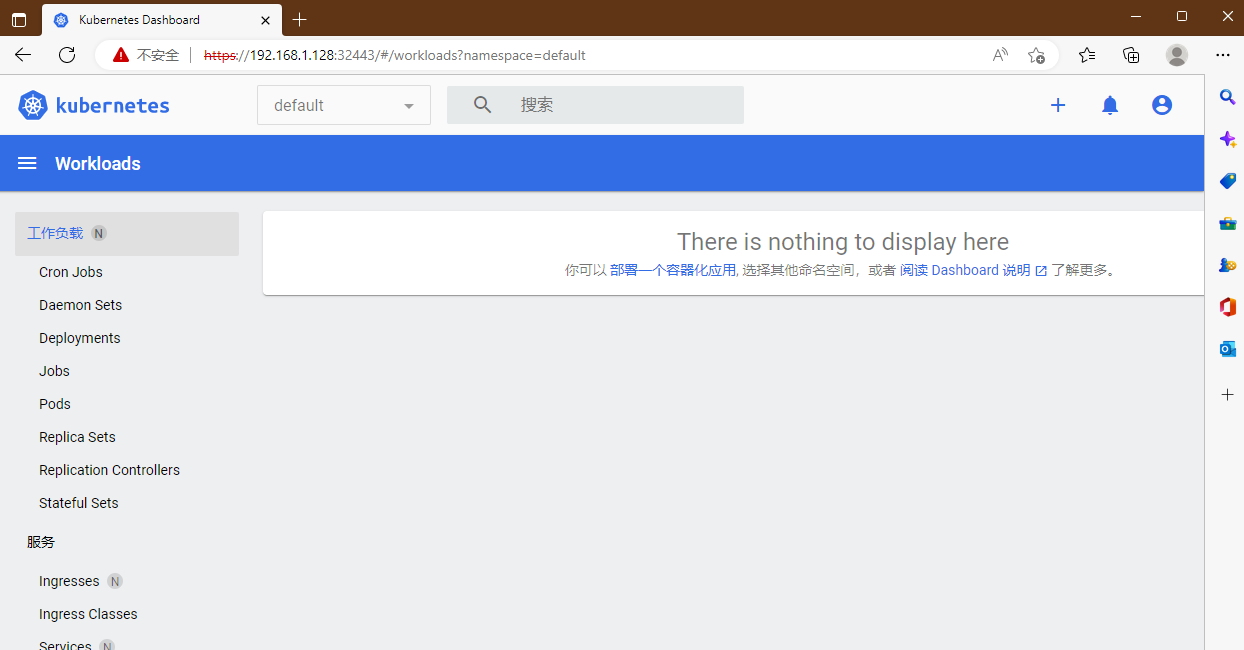 Kubernetes Dashboard
不安全 https://192.168.1.128:32443/#/workloads?namespace=default
kubernetes default 搜索
Workloads
工作负载 N
There is nothing to display here
你可以 部署一个容器化应用, 选择其他命名空间，或者 阅读 Dashboard 说明 了解更多。
Cron Jobs
Daemon Sets
Deployments
Jobs
Pods
Replica Sets
Replication Controllers
Stateful Sets
服务
Ingresses N
Ingress Classes
Services N